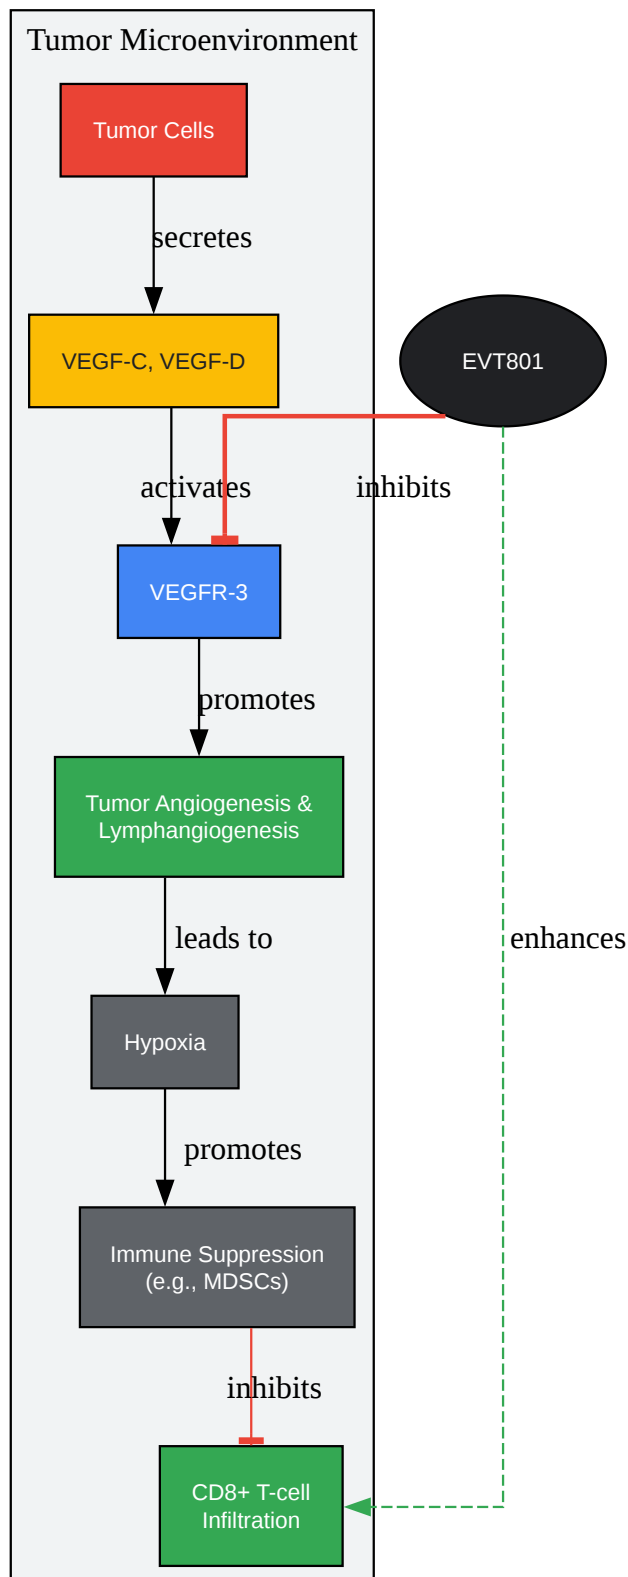 Tumor Microenvironment
Tumor Cells
secretes
VEGF-C, VEGF-D
EVT801
activates
inhibits
VEGFR-3
promotes
Tumor Angiogenesis &
Lymphangiogenesis
leads to
enhances
Hypoxia
promotes
Immune Suppression
(e.g., MDSCs)
inhibits
CD8+ T-cell
Infiltration